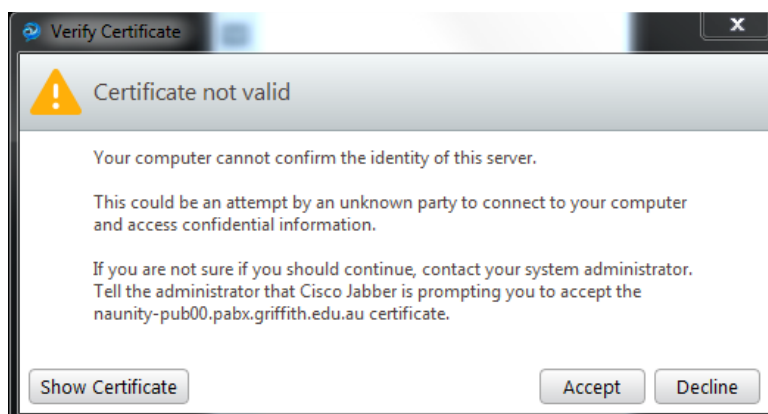 Verify Certificate
X
Certificate not valid
Your computer cannot confirm the identity of this server.
This could be an attempt by an unknown party to connect to your computer
and access confidential information.
If you are not sure if you should continue, contact your system administrator.
Tell the administrator that Cisco Jabber is prompting you to accept the
naunity-pub00.pabx.griffith.edu.au certificate.
Show Certificate Accept Decline